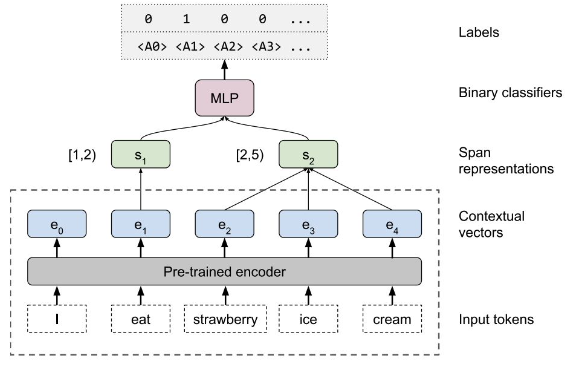 0 1 0 0 ...
Labels
<A0> <A1> <A2> <A3> ...
MLP
Binary classifiers
[1,2) s1 [2,5) s2
Span
representations
e0 e1 e2 e3 e4
Contextual
vectors
Pre-trained encoder
I eat strawberry ice cream
Input tokens